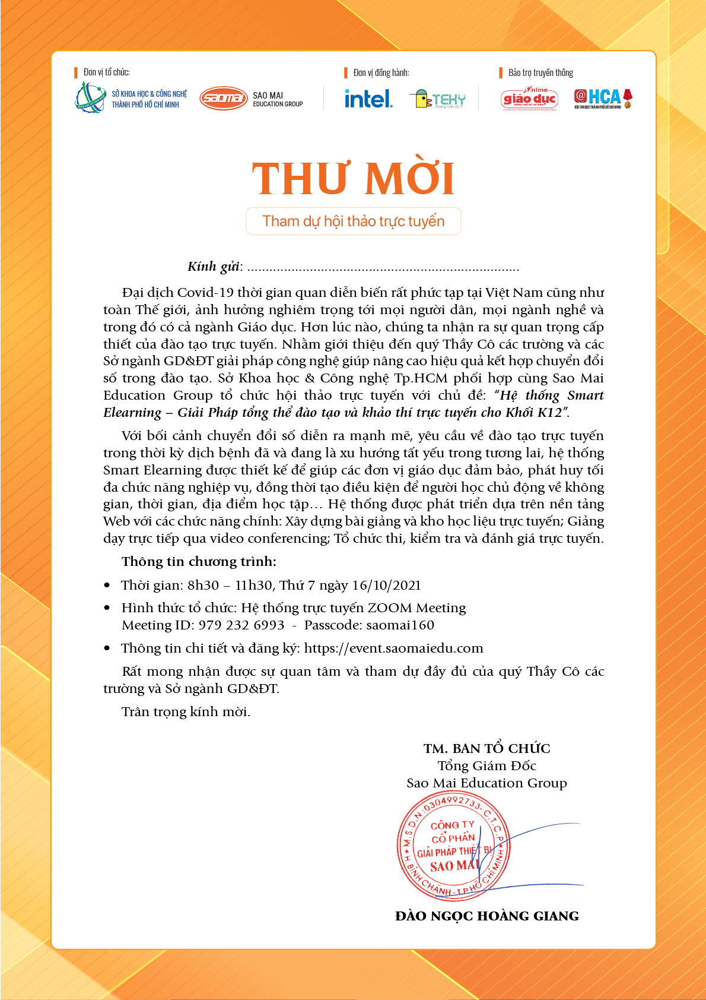 Đơn vị tổ chức:
SỞ KHOA HỌC & CÔNG NGHỆ
THÀNH PHỐ HỒ CHÍ MINH
saomai
SAO MAI
EDUCATION GROUP
Đơn vị đồng hành:
intel.
TEKY
Young can do IT
Bảo trợ truyền thông
Online
giáo dục
THÀNH PHỐ HỒ CHÍ MINH
@HCA
HỘI TIN HỌC THÀNH PHỐ HỒ CHÍ MINH
THƯ MỜI
Tham dự hội thảo trực tuyến
Kính gửi: ..........................................................................
Đại dịch Covid-19 thời gian quan diễn biến rất phức tạp tại Việt Nam cũng như
toàn Thế giới, ảnh hưởng nghiêm trọng tới mọi người dân, mọi ngành nghề và
trong đó có cả ngành Giáo dục. Hơn lúc nào, chúng ta nhận ra sự quan trọng cấp
thiết của đào tạo trực tuyến. Nhằm giới thiệu đến quý Thầy Cô các trường và các
Sở ngành GD&ĐT giải pháp công nghệ giúp nâng cao hiệu quả kết hợp chuyển đổi
số trong đào tạo. Sở Khoa học & Công nghệ Tp.HCM phối hợp cùng Sao Mai
Education Group tổ chức hội thảo trực tuyến với chủ đề: “Hệ thống Smart
Elearning – Giải Pháp tổng thể đào tạo và khảo thí trực tuyến cho Khối K12”.
Với bối cảnh chuyển đổi số diễn ra mạnh mẽ, yêu cầu về đào tạo trực tuyến
trong thời kỳ dịch bệnh đã và đang là xu hướng tất yếu trong tương lai, hệ thống
Smart Elearning được thiết kế để giúp các đơn vị giáo dục đảm bảo, phát huy tối
đa chức năng nghiệp vụ, đồng thời tạo điều kiện để người học chủ động về không
gian, thời gian, địa điểm học tập… Hệ thống được phát triển dựa trên nền tảng
Web với các chức năng chính: Xây dựng bài giảng và kho học liệu trực tuyến; Giảng
dạy trực tiếp qua video conferencing; Tổ chức thi, kiểm tra và đánh giá trực tuyến.
Thông tin chương trình:
• Thời gian: 8h30 – 11h30, Thứ 7 ngày 16/10/2021
• Hình thức tổ chức: Hệ thống trực tuyến ZOOM Meeting
Meeting ID: 979 232 6993 - Passcode: saomai160
• Thông tin chi tiết và đăng ký: https://event.saomaiedu.com
Rất mong nhận được sự quan tâm và tham dự đầy đủ của quý Thầy Cô các
trường và Sở ngành GD&ĐT.
Trân trọng kính mời.
TM. BAN TỔ CHỨC
Tổng Giám Đốc
Sao Mai Education Group
M.S.D.N:0304992733-C.T.C.P
CÔNG TY
CỔ PHẦN
GIẢI PHÁP THIẾT BỊ
SAO MAI
H.BÌNH CHÁNH-T.P HỒ CHÍ MINH
ĐÀO NGỌC HOÀNG GIANG